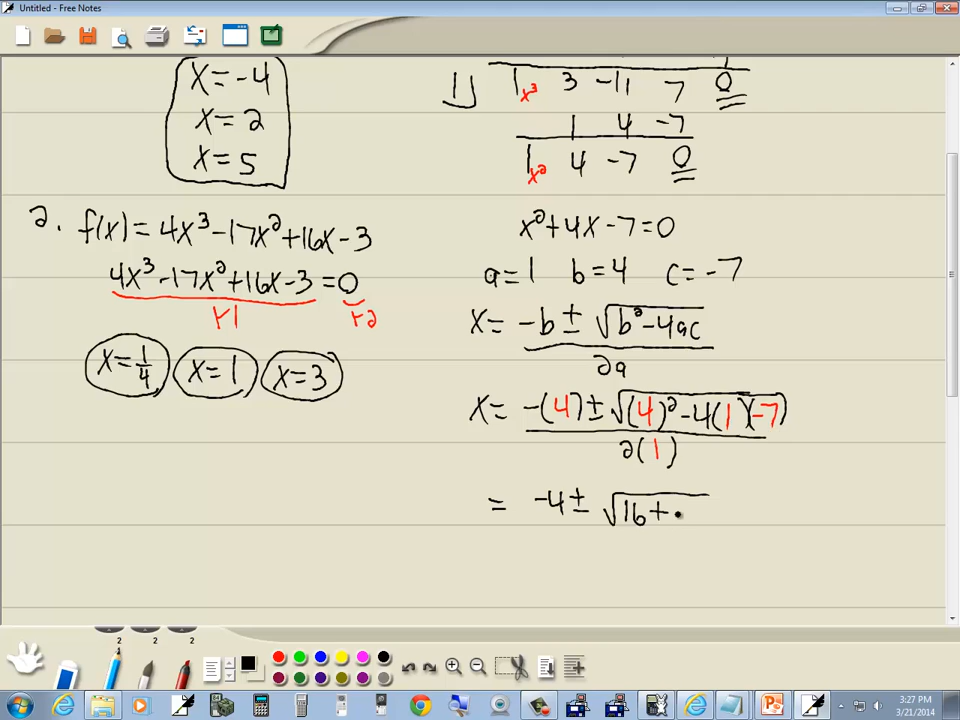 Untitled - Free Notes
x = -4
x = 2
x = 5
2. f(x) = 4x³ - 17x² + 16x - 3
4x³ - 17x² + 16x - 3 = 0
Y1 Y2
x = 1/4 x = 1 x = 3
1 1 x³ 3 -11 7 0
1 4 -7
1 x² 4 -7 0
x² + 4x - 7 = 0
a = 1 b = 4 c = -7
x = -b ± √b² - 4ac
2a
x = -(4) ± √(4)² - 4(1)(-7)
2(1)
= -4 ± √16 +
2 2 2
3:27 PM
3/21/2014